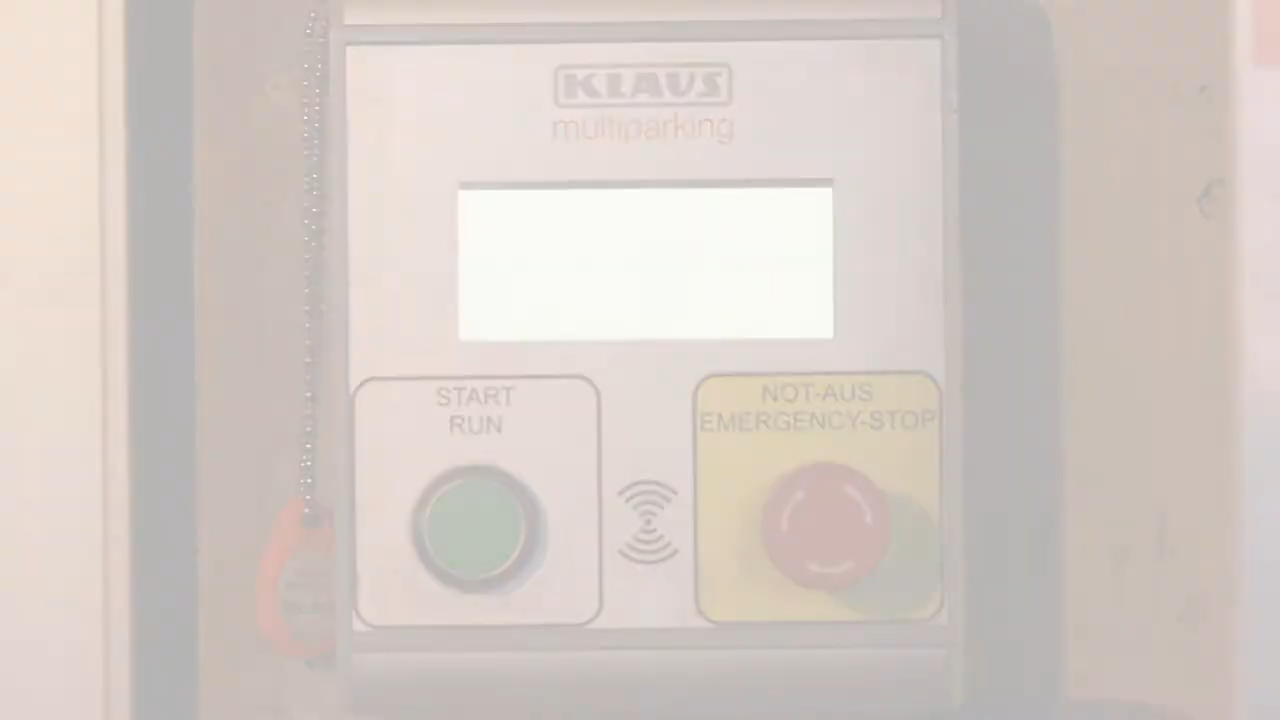 KLAUS
multiparking
START
RUN
NOT-AUS
EMERGENCY-STOP